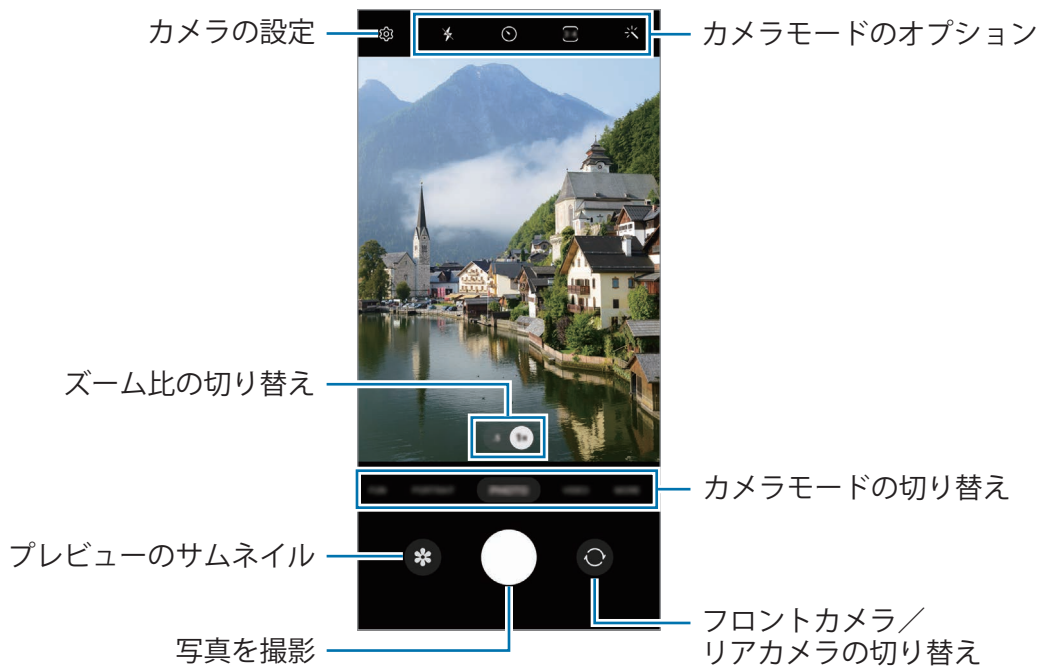 カメラの設定
カメラモードのオプション
ズーム比の切り替え
カメラモードの切り替え
プレビューのサムネイル
写真を撮影
フロントカメラ／
リアカメラの切り替え